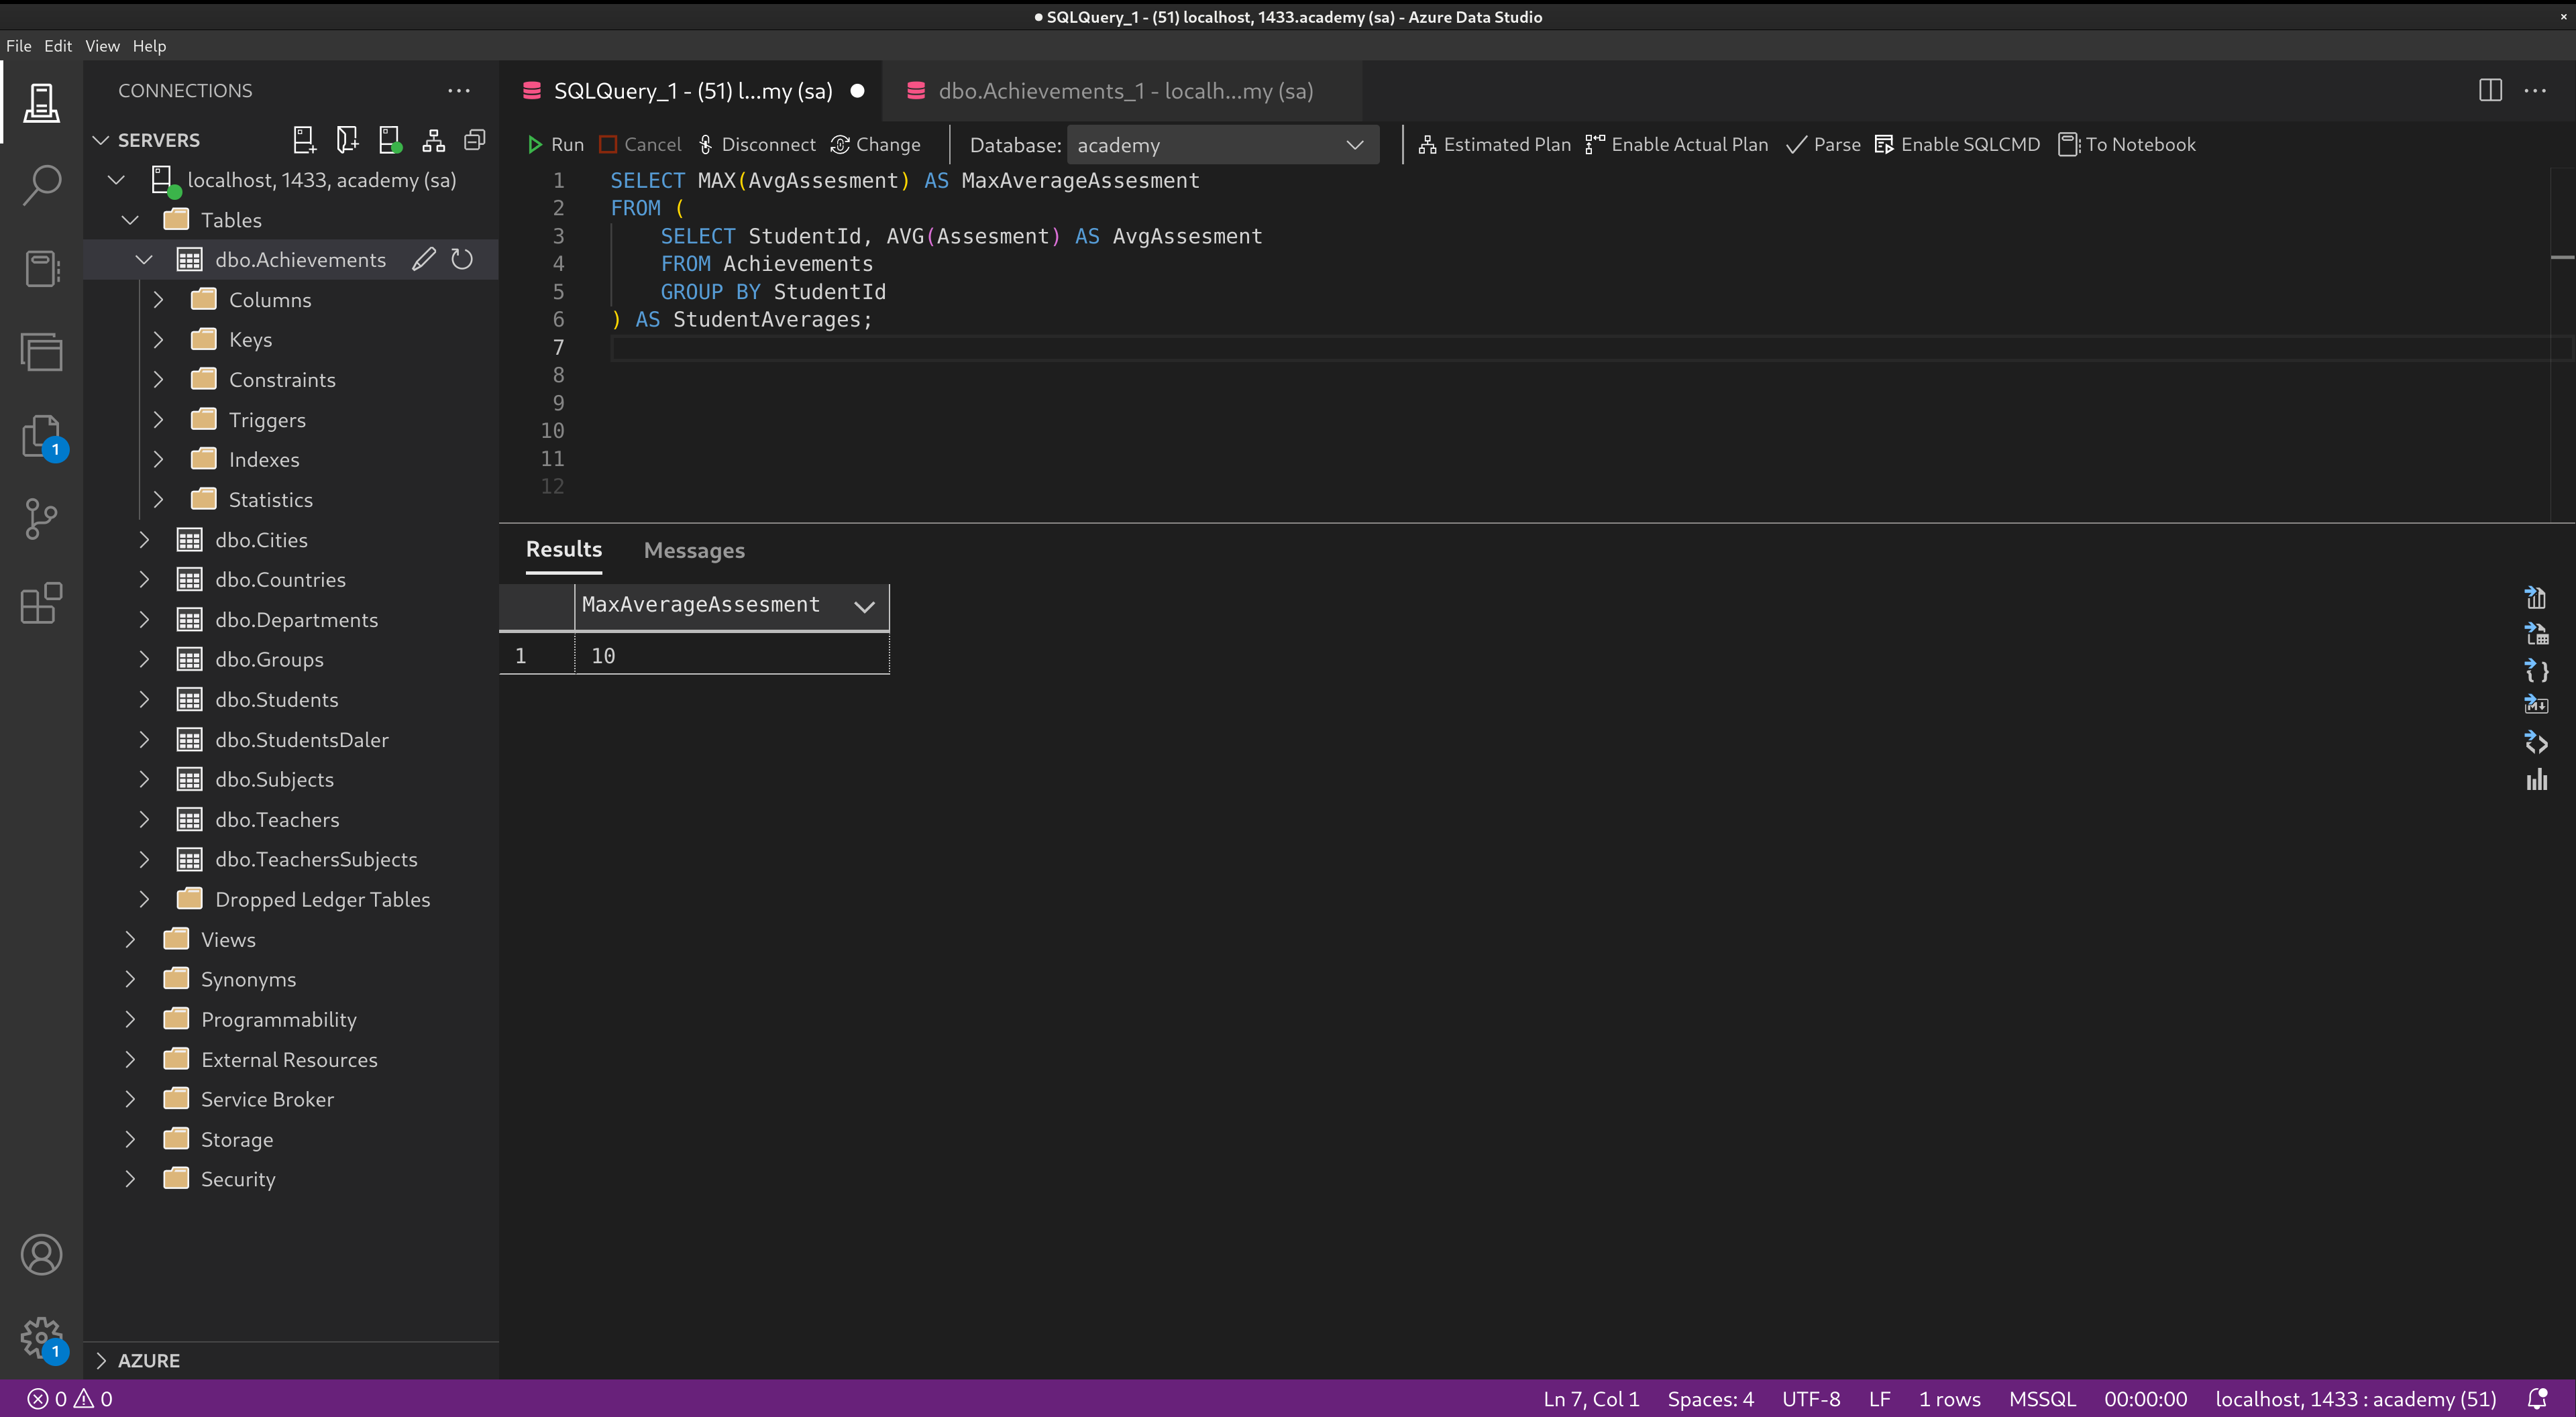 ● SQLQuery_1 - (51) localhost, 1433.academy (sa) - Azure Data Studio
File Edit View Help
CONNECTIONS
SERVERS
localhost, 1433, academy (sa)
Tables
dbo.Achievements
Columns
Keys
Constraints
Triggers
Indexes
Statistics
dbo.Cities
dbo.Countries
dbo.Departments
dbo.Groups
dbo.Students
dbo.StudentsDaler
dbo.Subjects
dbo.Teachers
dbo.TeachersSubjects
Dropped Ledger Tables
Views
Synonyms
Programmability
External Resources
Service Broker
Storage
Security
AZURE
1
1
SQLQuery_1 - (51) l...my (sa) ● dbo.Achievements_1 - localh...my (sa)
Run Cancel Disconnect Change Database: academy Estimated Plan Enable Actual Plan Parse Enable SQLCMD To Notebook
1 SELECT MAX(AvgAssesment) AS MaxAverageAssesment
2 FROM (
3 SELECT StudentId, AVG(Assesment) AS AvgAssesment
4 FROM Achievements
5 GROUP BY StudentId
6 ) AS StudentAverages;
7
8
9
10
11
12
Results Messages
MaxAverageAssesment
1 10
0 0 Ln 7, Col 1 Spaces: 4 UTF-8 LF 1 rows MSSQL 00:00:00 localhost, 1433 : academy (51)